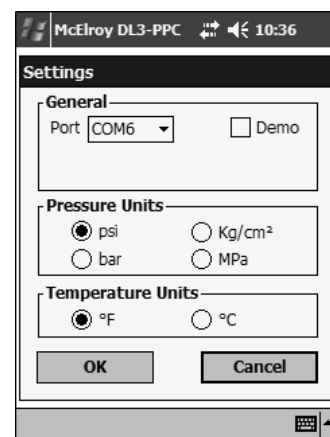 McElroy DL3-PPC 10:36
Settings
General
Port COM6 Demo
Pressure Units
psi Kg/cm²
bar MPa
Temperature Units
°F °C
OK Cancel